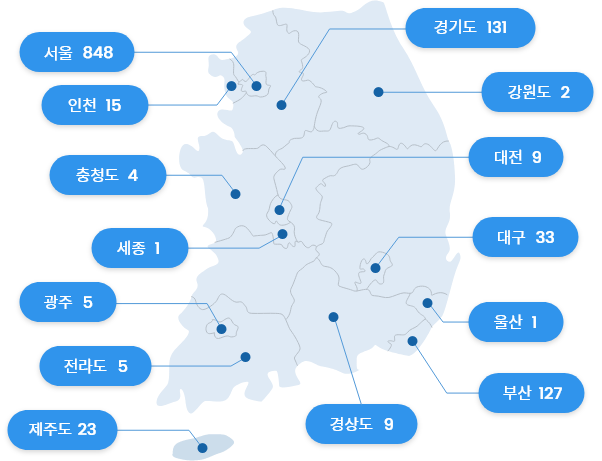 경기도 131
서울 848
강원도 2
인천 15
대전 9
충청도 4
대구 33
세종 1
광주 5
울산 1
전라도 5
부산 127
경상도 9
제주도 23